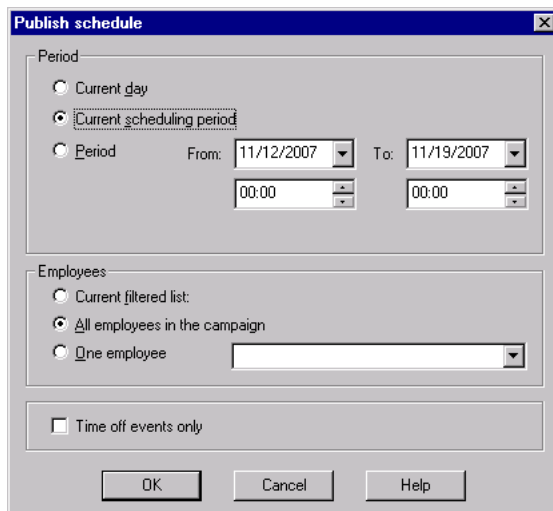 Publish schedule
Period
Current day
Current scheduling period
Period From: 11/12/2007 To: 11/19/2007
00:00 00:00
Employees
Current filtered list:
All employees in the campaign
One employee
Time off events only
OK Cancel Help